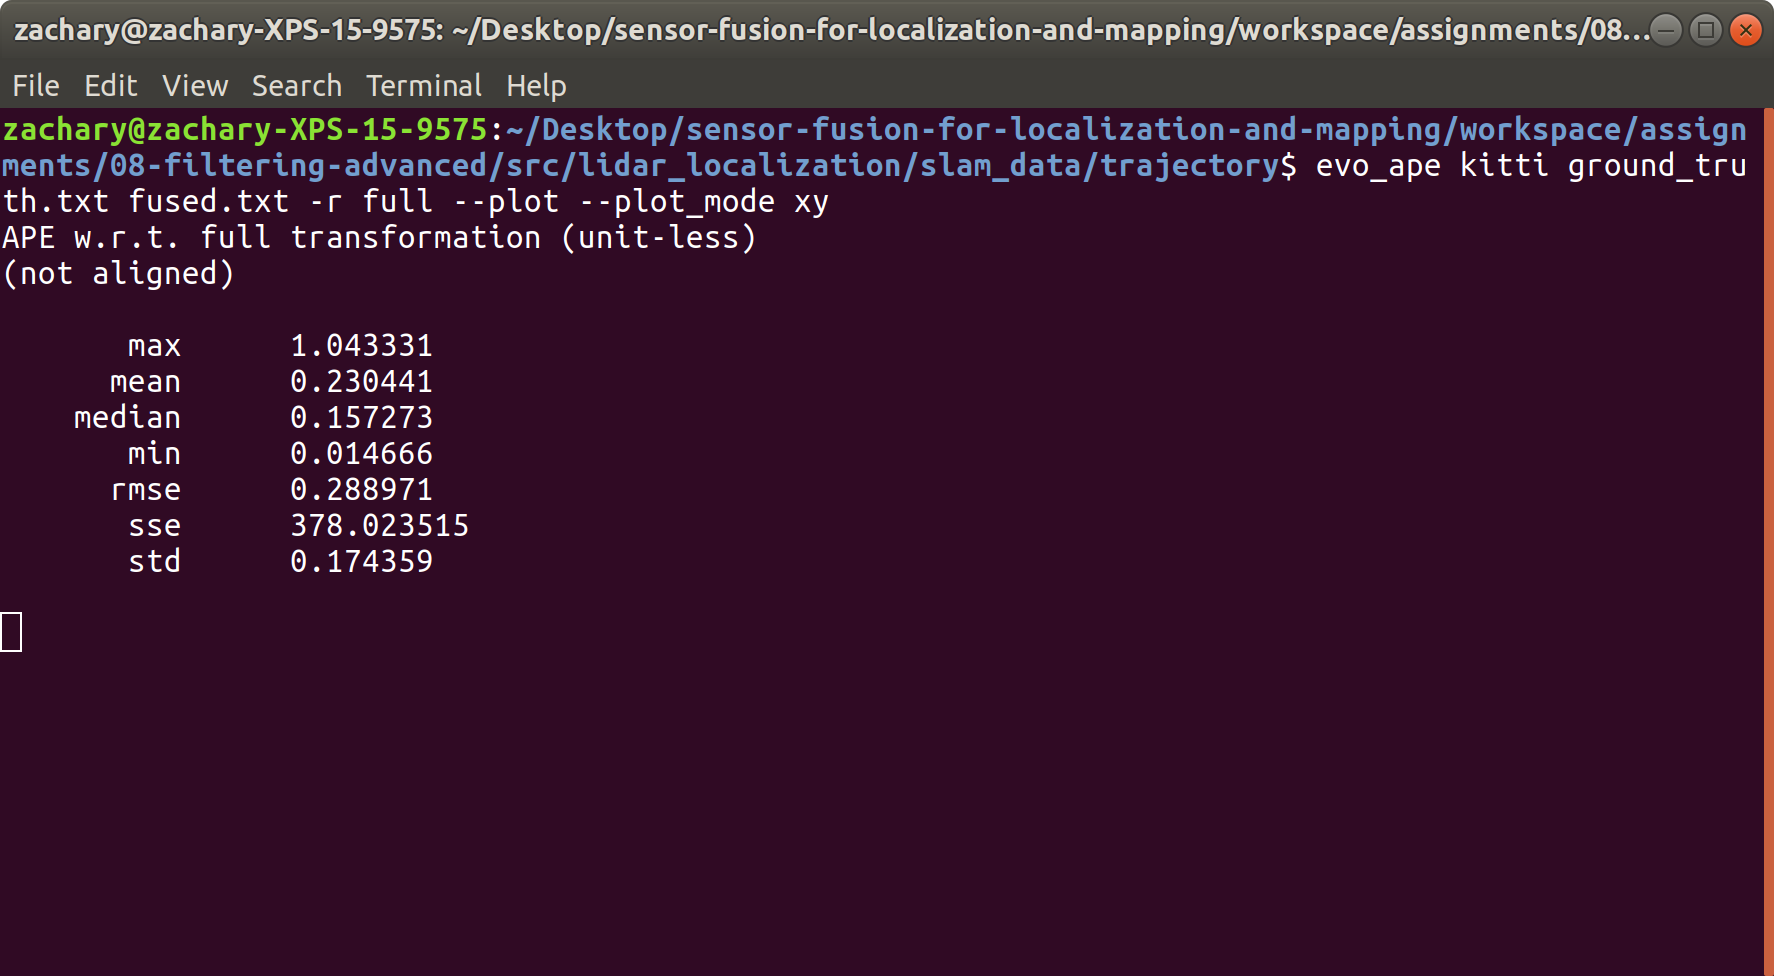 zachary@zachary-XPS-15-9575: ~/Desktop/sensor-fusion-for-localization-and-mapping/workspace/assignments/08...
File Edit View Search Terminal Help
zachary@zachary-XPS-15-9575:~/Desktop/sensor-fusion-for-localization-and-mapping/workspace/assign
ments/08-filtering-advanced/src/lidar_localization/slam_data/trajectory$ evo_ape kitti ground_tru
th.txt fused.txt -r full --plot --plot_mode xy
APE w.r.t. full transformation (unit-less)
(not aligned)
max 1.043331
mean 0.230441
median 0.157273
min 0.014666
rmse 0.288971
sse 378.023515
std 0.174359